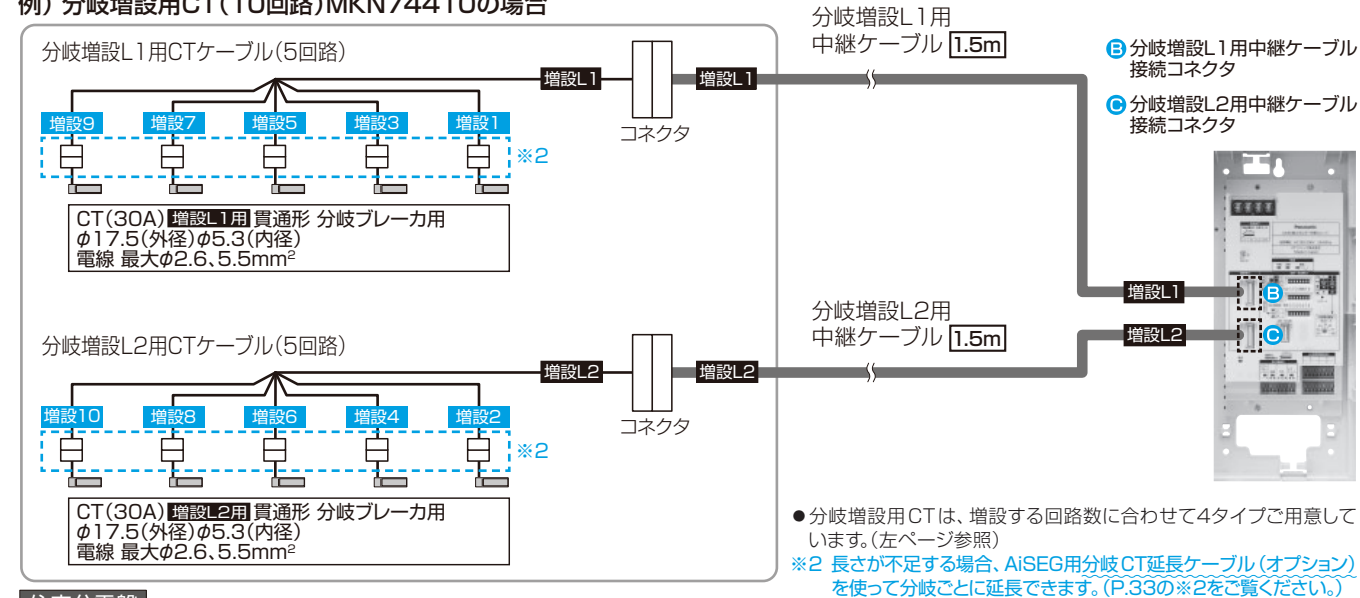 例）分岐増設用CT（10回路）MKN74410の場合
分岐増設L1用CTケーブル（5回路）
増設L1
増設L1
コネクタ
増設9 増設7 増設5 増設3 増設1
※2
CT（30A）増設L1用 貫通形 分岐ブレーカ用
φ17.5（外径）φ5.3（内径）
電線 最大φ2.6、5.5mm²
分岐増設L2用CTケーブル（5回路）
増設L2
増設L2
コネクタ
増設10 増設8 増設6 増設4 増設2
※2
CT（30A）増設L2用 貫通形 分岐ブレーカ用
φ17.5（外径）φ5.3（内径）
電線 最大φ2.6、5.5mm²
分岐増設L1用
中継ケーブル 1.5m
分岐増設L2用
中継ケーブル 1.5m
B 分岐増設L1用中継ケーブル
接続コネクタ
C 分岐増設L2用中継ケーブル
接続コネクタ
Panasonic
増設L1
B
増設L2
C
●分岐増設用CTは、増設する回路数に合わせて4タイプご用意して
います。（左ページ参照）
※2 長さが不足する場合、AiSEG用分岐CT延長ケーブル（オプション）
を使って分岐ごとに延長できます。（P.33の※2をご覧ください。）